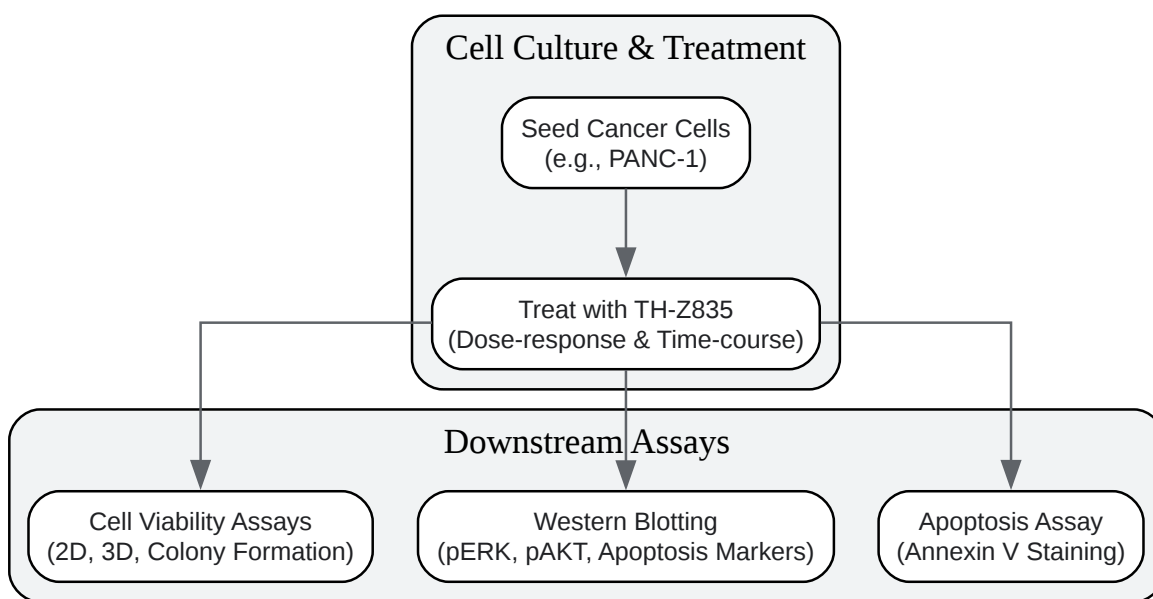 Cell Culture & Treatment
Seed Cancer Cells
(e.g., PANC-1)
Treat with TH-Z835
(Dose-response & Time-course)
Downstream Assays
Cell Viability Assays
(2D, 3D, Colony Formation)
Western Blotting
(pERK, pAKT, Apoptosis Markers)
Apoptosis Assay
(Annexin V Staining)